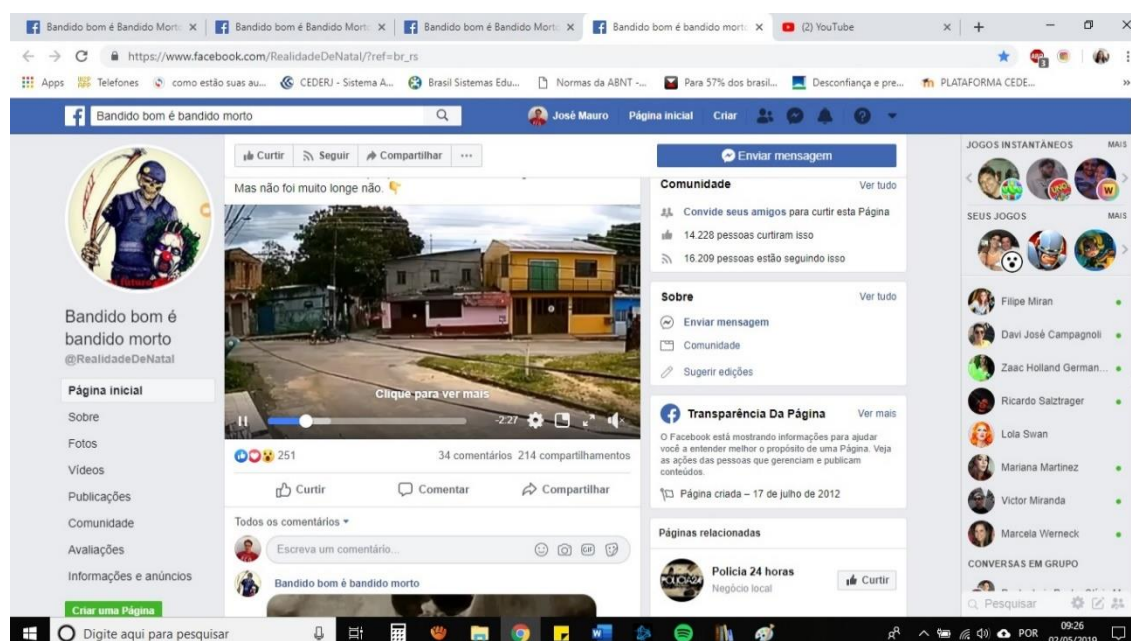 Bandido bom é Bandido Mort
Bandido bom é Bandido Mort
Bandido bom é Bandido Mort
Bandido bom é bandido mort
(2) YouTube
https://www.facebook.com/RealidadeDeNatal/?ref=br_rs
Apps
Telefones
como estão suas au...
CEDERJ - Sistema A...
Brasil Sistemas Edu...
Normas da ABNT -...
Para 57% dos brasil...
Desconfiança e pre...
PLATAFORMA CEDE...
Bandido bom é bandido morto
José Mauro
Página inicial
Criar
Bandido bom é
bandido morto
@RealidadeDeNatal
Página inicial
Sobre
Fotos
Vídeos
Publicações
Comunidade
Avaliações
Informações e anúncios
Criar uma Página
Curtir
Seguir
Compartilhar
Mas não foi muito longe não.
Clique para ver mais
-2:27
251
34 comentários 214 compartilhamentos
Curtir
Comentar
Compartilhar
Todos os comentários
Escreva um comentário...
GIF
Bandido bom é bandido morto
Enviar mensagem
Comunidade
Ver tudo
Convide seus amigos para curtir esta Página
14.228 pessoas curtiram isso
16.209 pessoas estão seguindo isso
Sobre
Ver tudo
Enviar mensagem
Comunidade
Sugerir edições
Transparência Da Página
Ver mais
O Facebook está mostrando informações para ajudar
você a entender melhor o propósito de uma Página. Veja
as ações das pessoas que gerenciam e publicam
conteúdos.
Página criada – 17 de julho de 2012
Páginas relacionadas
Policia 24 horas
Negócio local
Curtir
JOGOS INSTANTÂNEOS
MAIS
SEUS JOGOS
MAIS
Filipe Miran
Davi José Campagnoli
Zaac Holland German...
Ricardo Salztrager
Lola Swan
Mariana Martinez
Victor Miranda
Marcela Werneck
CONVERSAS EM GRUPO
Pesquisar
Digite aqui para pesquisar
POR
09:26
02/05/2019